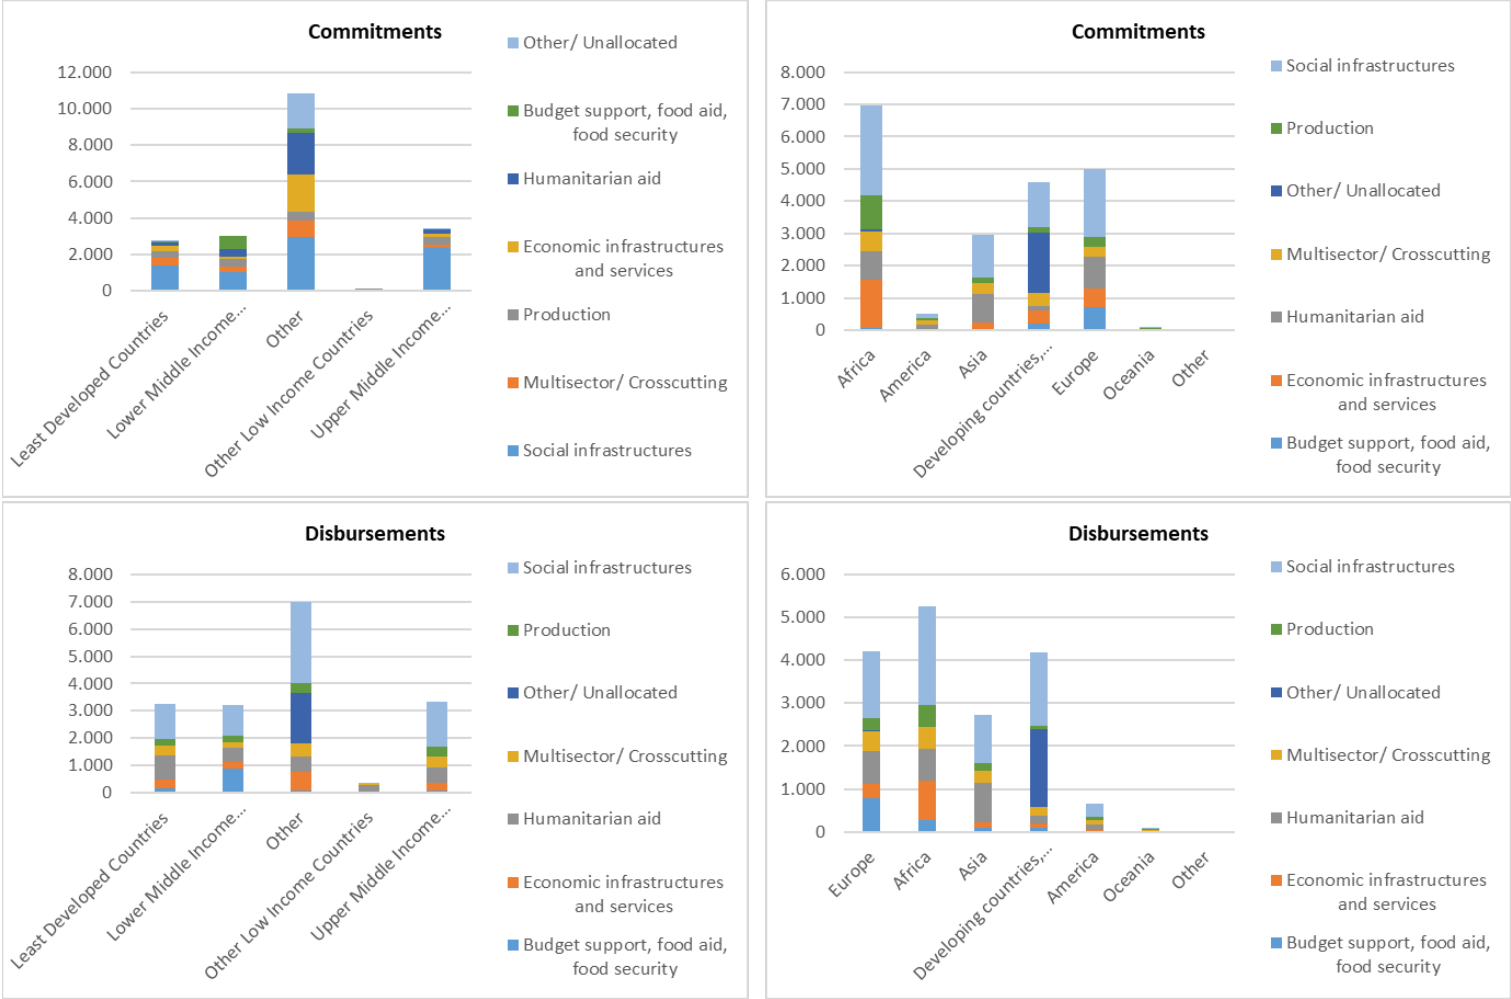 Commitments
12.000
10.000
8.000
6.000
4.000
2.000
0
Least Developed Countries
Lower Middle Income...
Other
Other Low Income Countries
Upper Middle Income...
Other/ Unallocated
Budget support, food aid,
food security
Humanitarian aid
Economic infrastructures
and services
Production
Multisector/ Crosscutting
Social infrastructures
Commitments
8.000
7.000
6.000
5.000
4.000
3.000
2.000
1.000
0
Africa
America
Asia
Developing countries,...
Europe
Oceania
Other
Social infrastructures
Production
Other/ Unallocated
Multisector/ Crosscutting
Humanitarian aid
Economic infrastructures
and services
Budget support, food aid,
food security
Disbursements
8.000
7.000
6.000
5.000
4.000
3.000
2.000
1.000
0
Least Developed Countries
Lower Middle Income...
Other
Other Low Income Countries
Upper Middle Income...
Social infrastructures
Production
Other/ Unallocated
Multisector/ Crosscutting
Humanitarian aid
Economic infrastructures
and services
Budget support, food aid,
food security
Disbursements
6.000
5.000
4.000
3.000
2.000
1.000
0
Europe
Africa
Asia
Developing countries,...
America
Oceania
Other
Social infrastructures
Production
Other/ Unallocated
Multisector/ Crosscutting
Humanitarian aid
Economic infrastructures
and services
Budget support, food aid,
food security